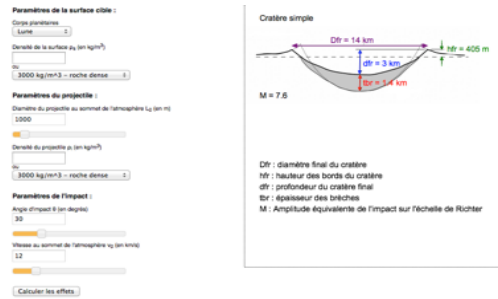 Paramètres de la surface cible :
Corps planétaires
Lune
Densité de la surface ρs (en kg/m^3)
ou
3000 kg/m^3 - roche dense
Paramètres du projectile :
Diamètre du projectile au sommet de l'atmosphère L0 (en m)
1000
Densité du projectile ρi (en kg/m^3)
ou
3000 kg/m^3 - roche dense
Paramètres de l'impact :
Angle d'impact θ (en degrés)
30
Vitesse au sommet de l'atmosphère v0 (en km/s)
12
Calculer les effets
Cratère simple
Dfr = 14 km
hfr = 405 m
dfr = 3 km
tbr = 1.4 km
M = 7.6
Dfr : diamètre final du cratère
hfr : hauteur des bords du cratère
dfr : profondeur du cratère final
tbr : épaisseur des brèches
M : Amplitude équivalente de l'impact sur l'échelle de Richter